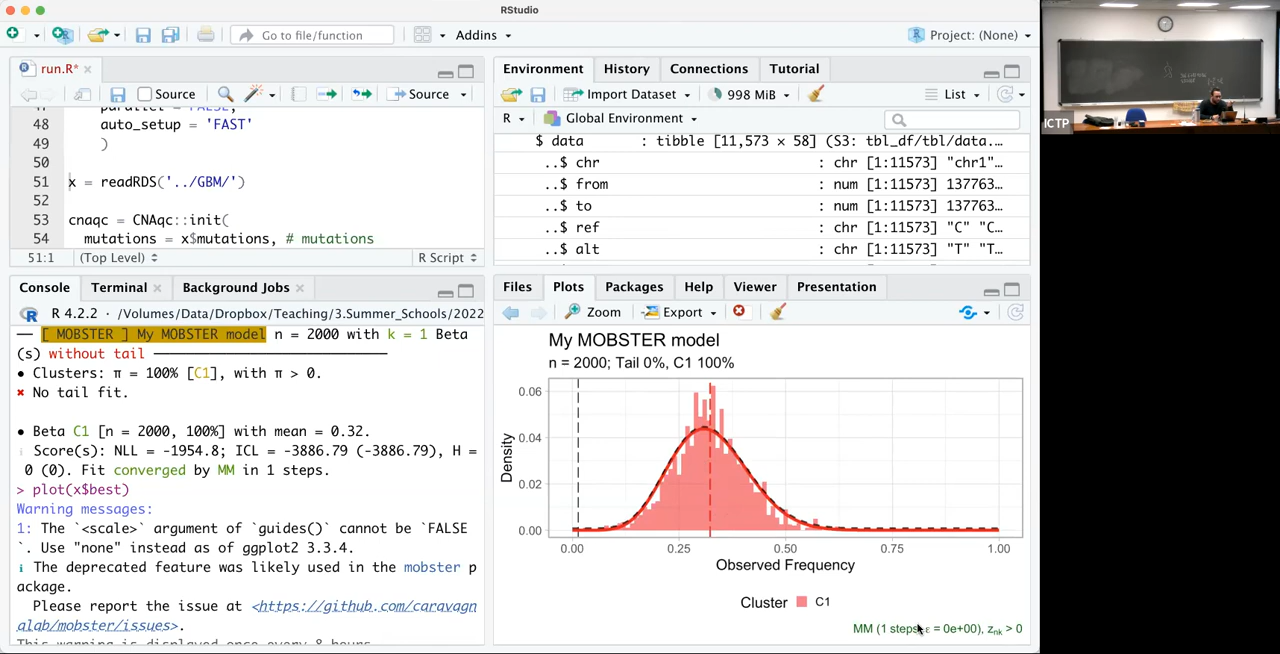 RStudio
Go to file/function
Addins
Project: (None)
run.R*
Source
Source
48 auto_setup = 'FAST'
49 )
50
51 x = readRDS('../GBM/')
52
53 cnaqc = CNAqc::init(
54 mutations = x$mutations, # mutations
51:1 (Top Level) R Script
Console Terminal Background Jobs
R 4.2.2 · /Volumes/Data/Dropbox/Teaching/3.Summer_Schools/2022
── [ MOBSTER ] My MOBSTER model n = 2000 with k = 1 Beta
(s) without tail ──────────────
• Clusters: π = 100% [C1], with π > 0.
✖ No tail fit.
• Beta C1 [n = 2000, 100%] with mean = 0.32.
ℹ Score(s): NLL = -1954.8; ICL = -3886.79 (-3886.79), H =
0 (0). Fit converged by MM in 1 steps.
> plot(x$best)
Warning messages:
1: The `<scale>` argument of `guides()` cannot be `FALSE
`. Use "none" instead as of ggplot2 3.3.4.
ℹ The deprecated feature was likely used in the mobster p
ackage.
Please report the issue at <https://github.com/caravagn
alab/mobster/issues>.
This warning is displayed once every 8 hours
Environment History Connections Tutorial
Import Dataset 998 MiB List
R Global Environment
$ data : tibble [11,573 × 58] (S3: tbl_df/tbl/data.…
..$ chr : chr [1:11573] "chr1"…
..$ from : num [1:11573] 137763…
..$ to : num [1:11573] 137763…
..$ ref : chr [1:11573] "C" "C…
..$ alt : chr [1:11573] "T" "T…
Files Plots Packages Help Viewer Presentation
Zoom Export
My MOBSTER model
n = 2000; Tail 0%, C1 100%
Density
0.06
0.04
0.02
0.00
0.00 0.25 0.50 0.75 1.00
Observed Frequency
Cluster C1
MM (1 steps; ε = 0e+00), znk > 0
ICTP